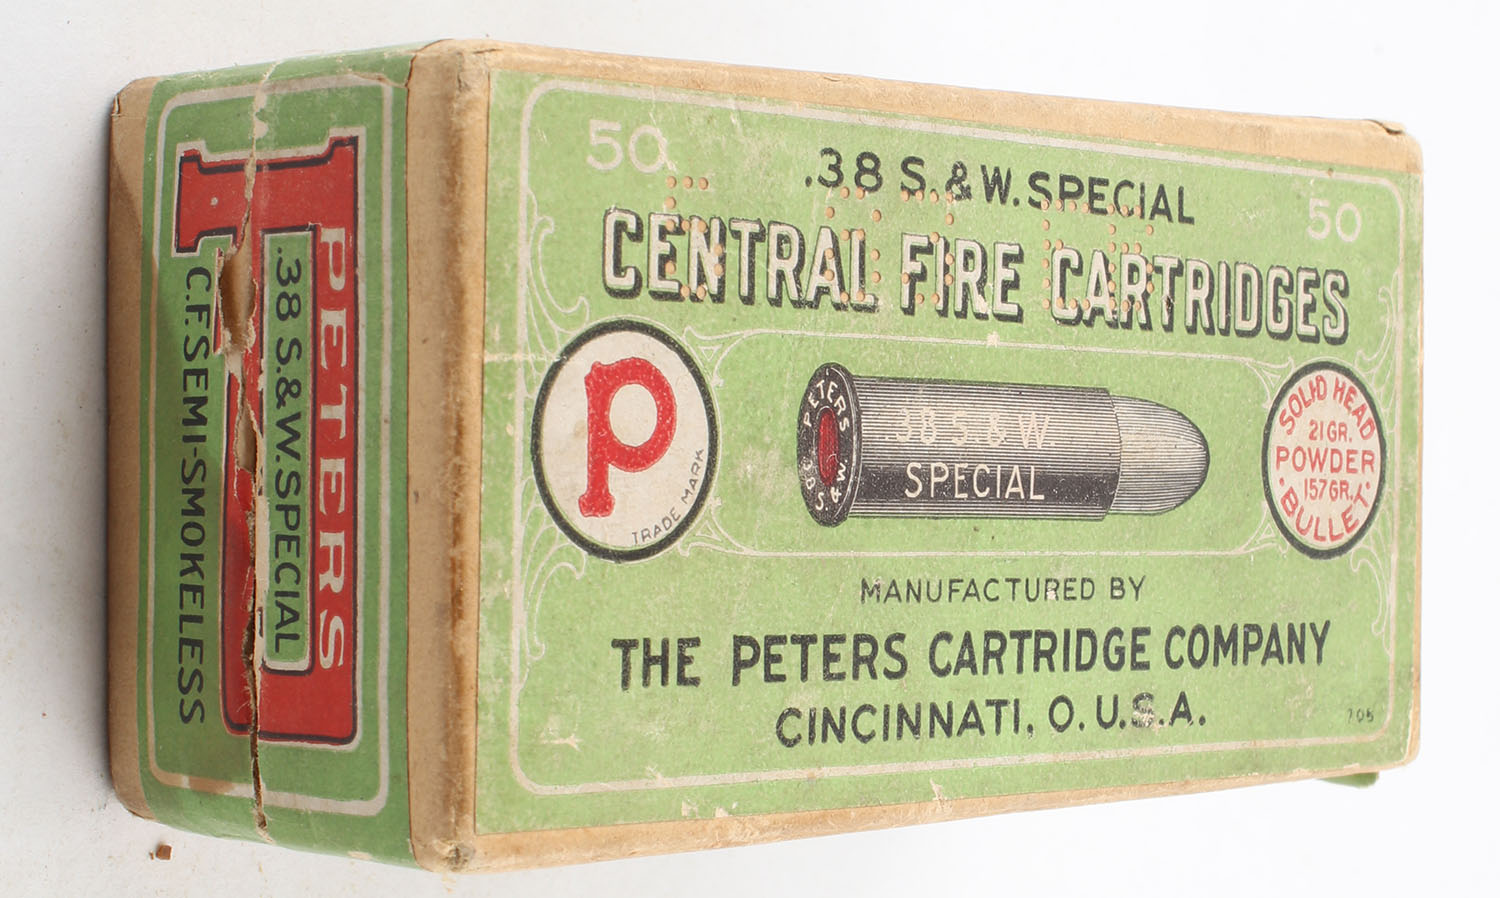 50
.38 S. & W. SPECIAL
50
CENTRAL FIRE CARTRIDGES
P
TRADE MARK
PETERS
.38 S. & W.
.38 S. & W
SPECIAL
SOLID HEAD
21 GR.
POWDER
157 GR.
BULLET
MANUFACTURED BY
THE PETERS CARTRIDGE COMPANY
CINCINNATI, O. U.S.A.
705
PETERS
.38 S. & W. SPECIAL
C.F. SEMI-SMOKELESS